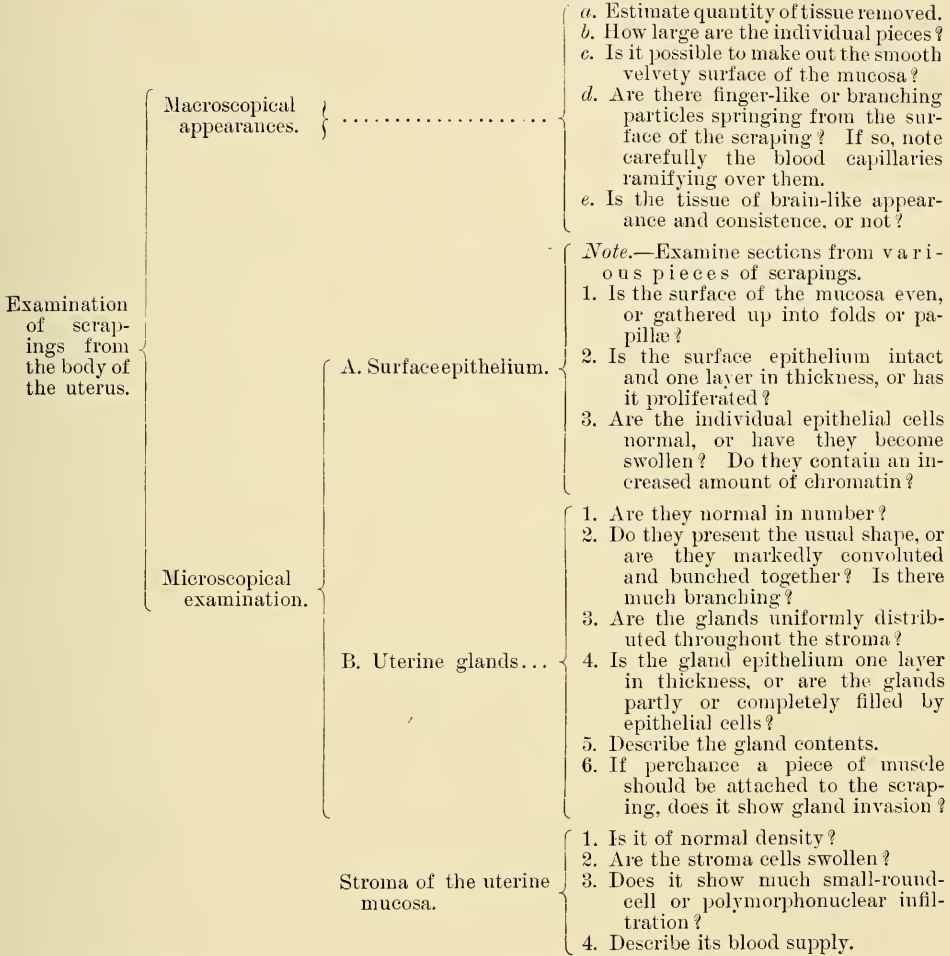 Examination
of scrap-
ings from
the body of
the uterus.
Macroscopical
appearances.
a. Estimate quantity of tissue removed.
b. How large are the individual pieces?
c. Is it possible to make out the smooth
velvety surface of the mucosa?
d. Are there finger-like or branching
particles springing from the sur-
face of the scraping? If so, note
carefully the blood capillaries
ramifying over them.
e. Is the tissue of brain-like appear-
ance and consistence, or not?
Microscopical
examination.
A. Surface epithelium.
Note.—Examine sections from vari-
ous pieces of scrapings.
1. Is the surface of the mucosa even,
or gathered up into folds or pa-
pillæ?
2. Is the surface epithelium intact
and one layer in thickness, or has
it proliferated?
3. Are the individual epithelial cells
normal, or have they become
swollen? Do they contain an in-
creased amount of chromatin?
B. Uterine glands...
1. Are they normal in number?
2. Do they present the usual shape, or
are they markedly convoluted
and bunched together? Is there
much branching?
3. Are the glands uniformly distrib-
uted throughout the stroma?
4. Is the gland epithelium one layer
in thickness, or are the glands
partly or completely filled by
epithelial cells?
5. Describe the gland contents.
6. If perchance a piece of muscle
should be attached to the scrap-
ing, does it show gland invasion?
Stroma of the uterine
mucosa.
1. Is it of normal density?
2. Are the stroma cells swollen?
3. Does it show much small-round-
cell or polymorphonuclear infil-
tration?
4. Describe its blood supply.